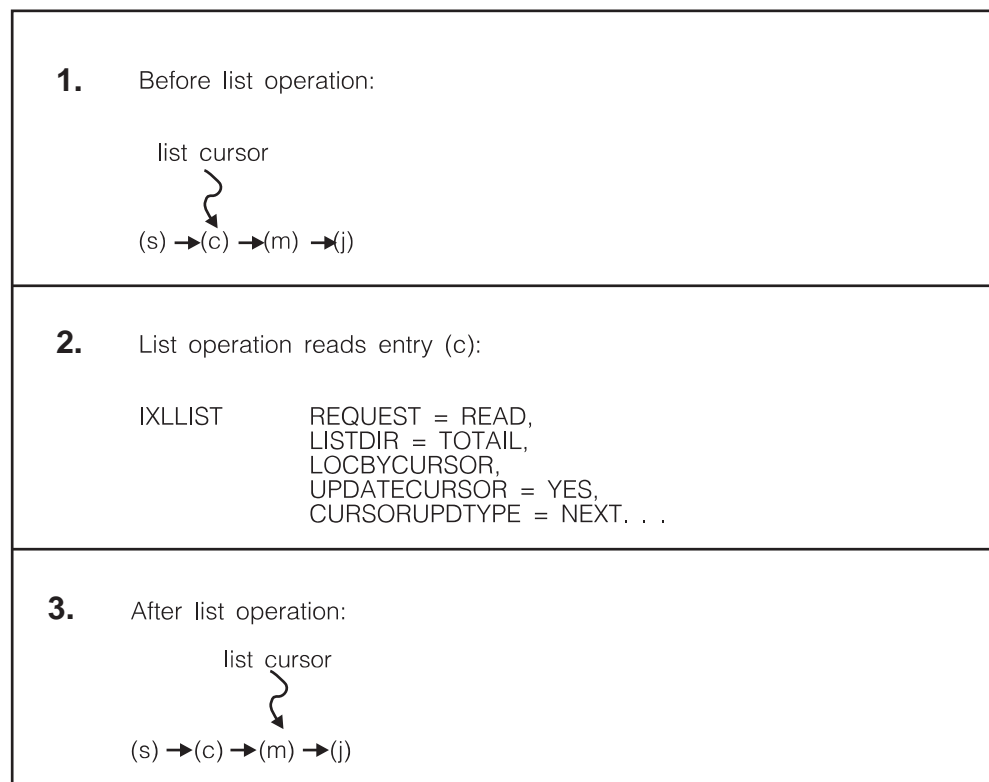 1. Before list operation:
list cursor
(s) →(c) →(m) →(j)
2. List operation reads entry (c):
IXLLIST REQUEST = READ,
LISTDIR = TOTAIL,
LOCBYCURSOR,
UPDATECURSOR = YES,
CURSORUPDTYPE = NEXT. . .
3. After list operation:
list cursor
(s) →(c) →(m) →(j)